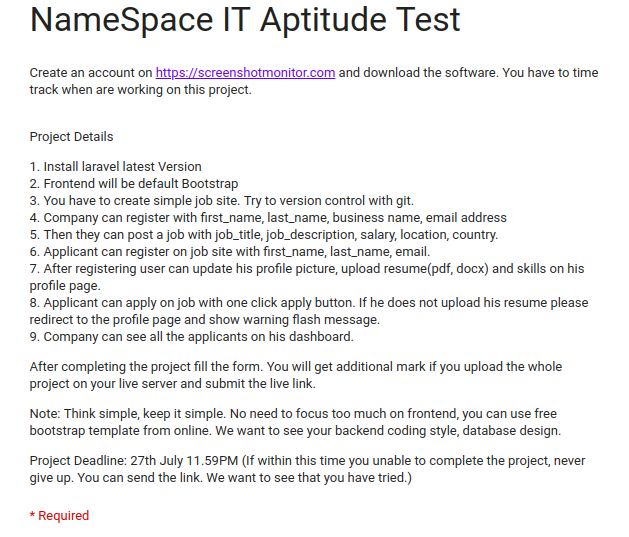 NameSpace IT Aptitude Test
Create an account on https://screenshotmonitor.com and download the software. You have to time
track when are working on this project.
Project Details
1. Install laravel latest Version
2. Frontend will be default Bootstrap
3. You have to create simple job site. Try to version control with git.
4. Company can register with first_name, last_name, business name, email address
5. Then they can post a job with job_title, job_description, salary, location, country.
6. Applicant can register on job site with first_name, last_name, email.
7. After registering user can update his profile picture, upload resume(pdf, docx) and skills on his
profile page.
8. Applicant can apply on job with one click apply button. If he does not upload his resume please
redirect to the profile page and show warning flash message.
9. Company can see all the applicants on his dashboard.
After completing the project fill the form. You will get additional mark if you upload the whole
project on your live server and submit the live link.
Note: Think simple, keep it simple. No need to focus too much on frontend, you can use free
bootstrap template from online. We want to see your backend coding style, database design.
Project Deadline: 27th July 11.59PM (If within this time you unable to complete the project, never
give up. You can send the link. We want to see that you have tried.)
* Required